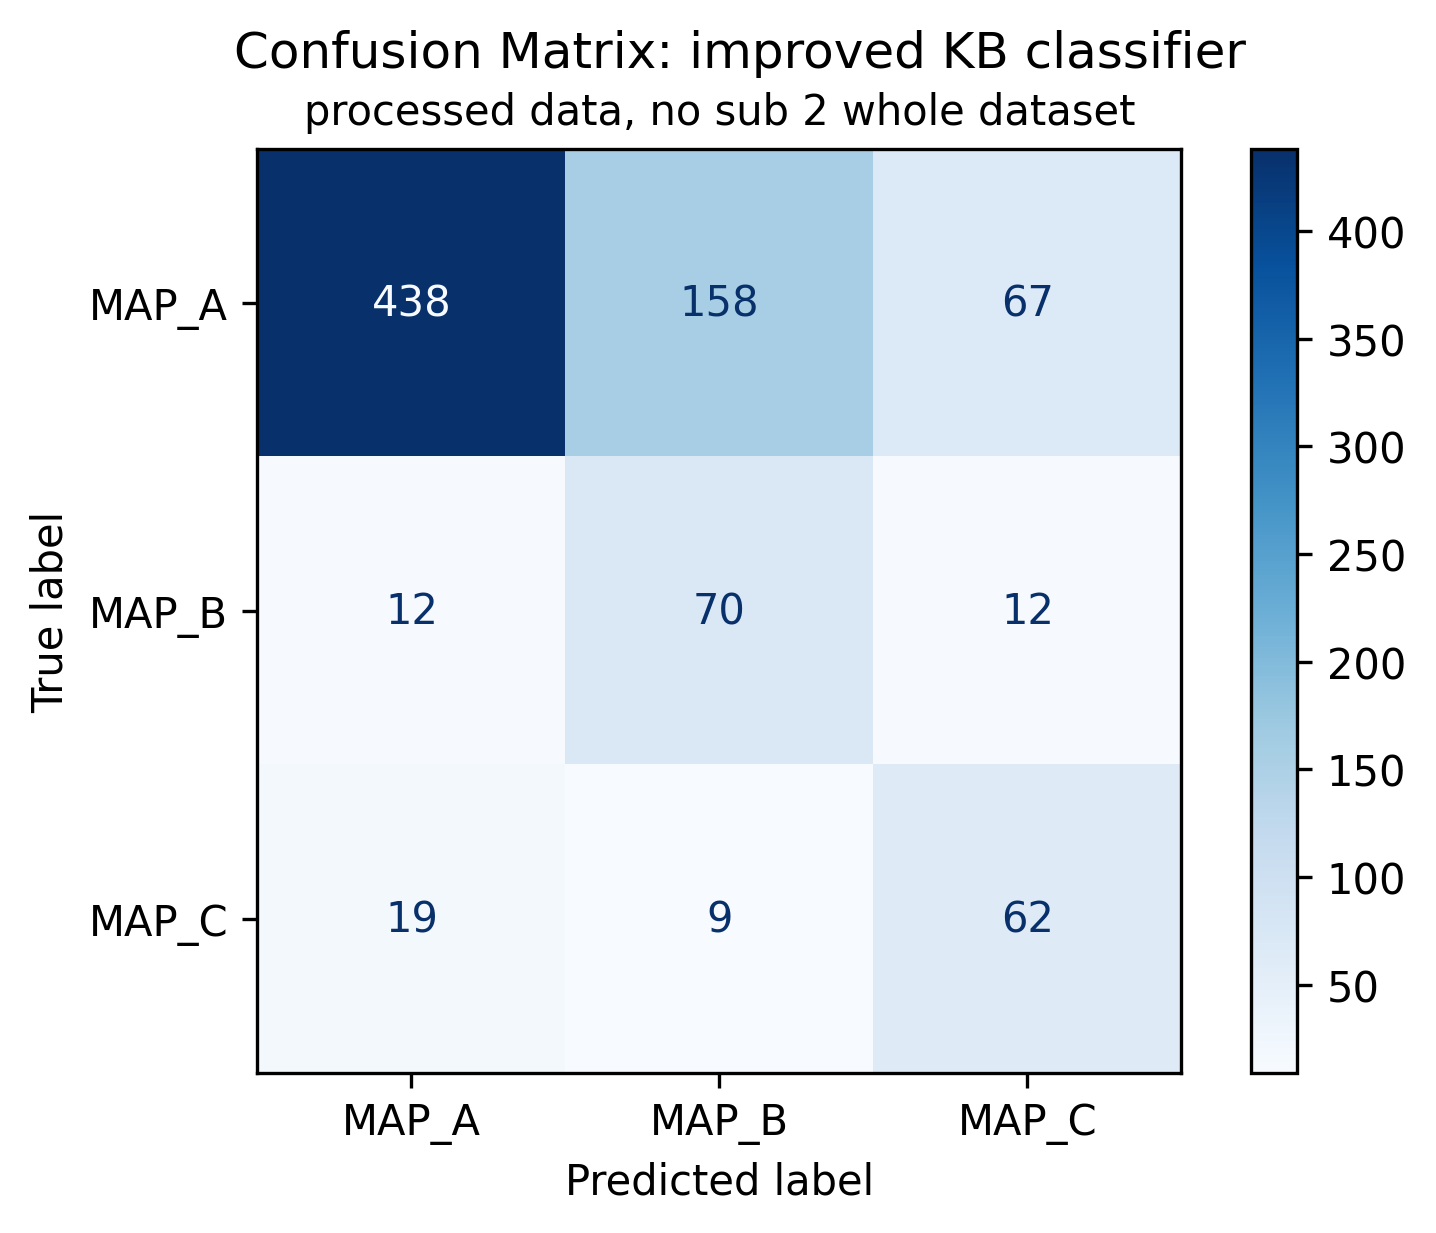 Confusion Matrix: improved KB classifier
processed data, no sub 2 whole dataset
True label
MAP_A 438 158 67
MAP_B 12 70 12
MAP_C 19 9 62
MAP_A MAP_B MAP_C
Predicted label
400
350
300
250
200
150
100
50